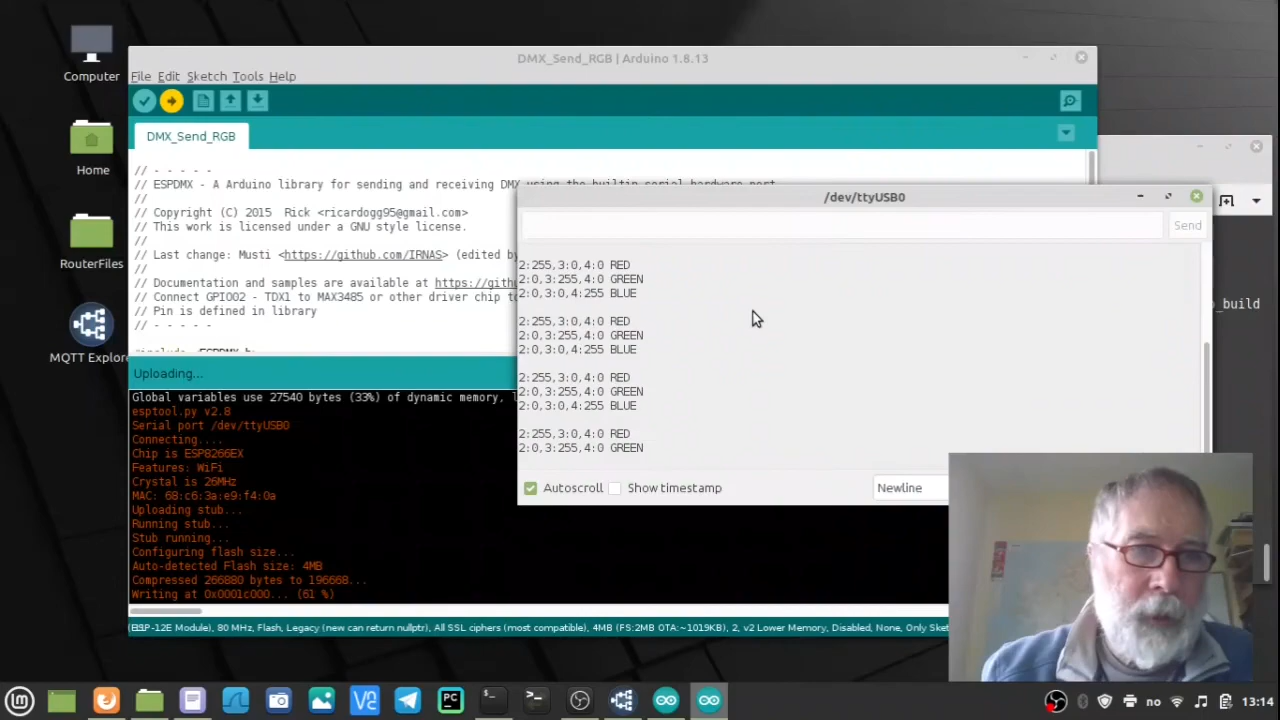 Computer
Home
RouterFiles
MQTT Explore
DMX_Send_RGB | Arduino 1.8.13
File Edit Sketch Tools Help
DMX_Send_RGB
// - - - - -
// ESPDMX - A Arduino library for sending and receiving DMX using the builtin serial hardware port.
//
// Copyright (C) 2015 Rick <ricardogg95@gmail.com>
// This work is licensed under a GNU style license.
//
// Last change: Musti <https://github.com/IRNAS> (edited by
//
// Documentation and samples are available at https://githu
// Connect GPIO02 - TDX1 to MAX3485 or other driver chip to
// Pin is defined in library
// - - - - -
Uploading...
Global variables use 27540 bytes (33%) of dynamic memory, l
esptool.py v2.8
Serial port /dev/ttyUSB0
Connecting....
Chip is ESP8266EX
Features: WiFi
Crystal is 26MHz
MAC: 68:c6:3a:e9:f4:0a
Uploading stub...
Running stub...
Stub running...
Configuring flash size...
Auto-detected Flash size: 4MB
Compressed 266880 bytes to 196668...
Writing at 0x0001c000... (61 %)
ESP-12E Module), 80 MHz, Flash, Legacy (new can return nullptr), All SSL ciphers (most compatible), 4MB (FS:2MB OTA:~1019KB), 2, v2 Lower Memory, Disabled, None, Only Sket
/dev/ttyUSB0
Send
2:255,3:0,4:0 RED
2:0,3:255,4:0 GREEN
2:0,3:0,4:255 BLUE
2:255,3:0,4:0 RED
2:0,3:255,4:0 GREEN
2:0,3:0,4:255 BLUE
2:255,3:0,4:0 RED
2:0,3:255,4:0 GREEN
2:0,3:0,4:255 BLUE
2:255,3:0,4:0 RED
2:0,3:255,4:0 GREEN
Autoscroll Show timestamp
Newline
o_build
no
13:14